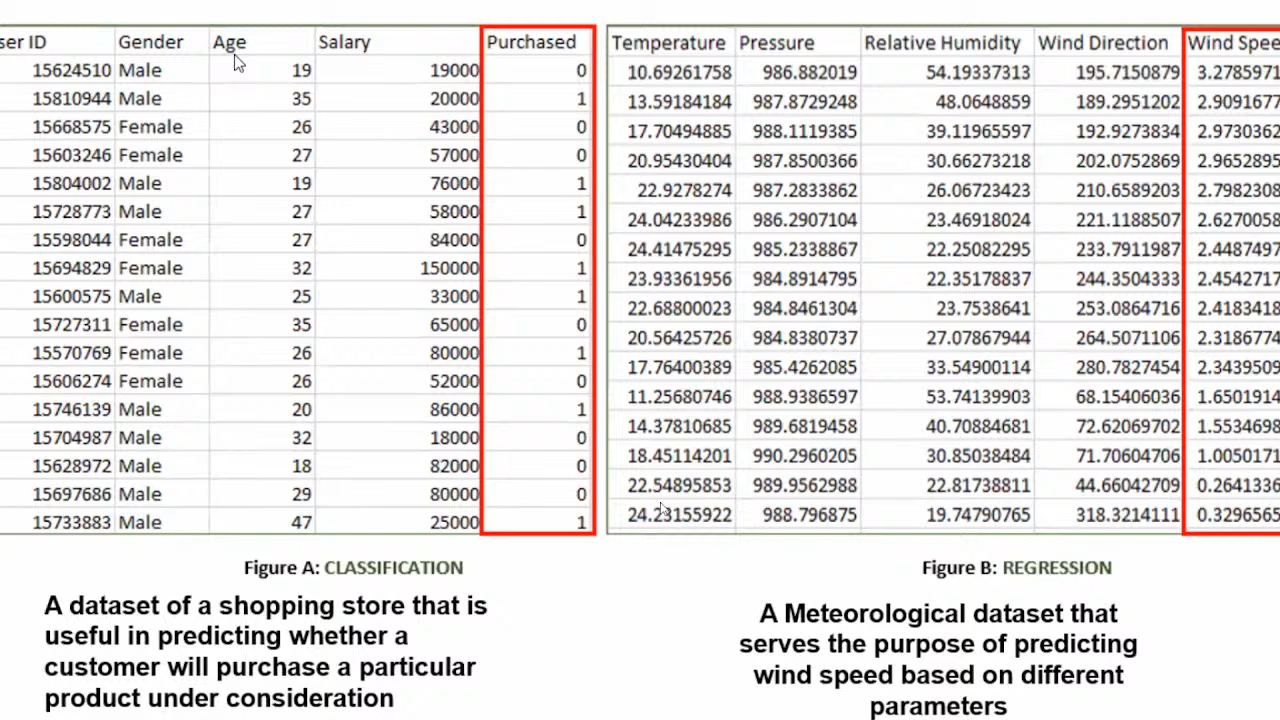 ser ID Gender Age Salary Purchased
15624510 Male 19 19000 0
15810944 Male 35 20000 1
15668575 Female 26 43000 0
15603246 Female 27 57000 0
15804002 Male 19 76000 1
15728773 Male 27 58000 1
15598044 Female 27 84000 0
15694829 Female 32 150000 1
15600575 Male 25 33000 1
15727311 Female 35 65000 0
15570769 Female 26 80000 1
15606274 Female 26 52000 0
15746139 Male 20 86000 1
15704987 Male 32 18000 0
15628972 Male 18 82000 0
15697686 Male 29 80000 0
15733883 Male 47 25000 1
Figure A: CLASSIFICATION
A dataset of a shopping store that is
useful in predicting whether a
customer will purchase a particular
product under consideration
Temperature Pressure Relative Humidity Wind Direction Wind Spee
10.69261758 986.882019 54.19337313 195.7150879 3.2785971
13.59184184 987.8729248 48.0648859 189.2951202 2.9091677
17.70494885 988.1119385 39.11965597 192.9273834 2.9730362
20.95430404 987.8500366 30.66273218 202.0752869 2.9652895
22.9278274 987.2833862 26.06723423 210.6589203 2.7982308
24.04233986 986.2907104 23.46918024 221.1188507 2.6270058
24.41475295 985.2338867 22.25082295 233.7911987 2.4487497
23.93361956 984.8914795 22.35178837 244.3504333 2.4542717
22.68800023 984.8461304 23.7538641 253.0864716 2.4183418
20.56425726 984.8380737 27.07867944 264.5071106 2.3186774
17.76400389 985.4262085 33.54900114 280.7827454 2.3439509
11.25680746 988.9386597 53.74139903 68.15406036 1.6501914
14.37810685 989.6819458 40.70884681 72.62069702 1.5534698
18.45114201 990.2960205 30.85038484 71.70604706 1.0050171
22.54895853 989.9562988 22.81738811 44.66042709 0.2641336
24.23155922 988.796875 19.74790765 318.3214111 0.3296565
Figure B: REGRESSION
A Meteorological dataset that
serves the purpose of predicting
wind speed based on different
parameters